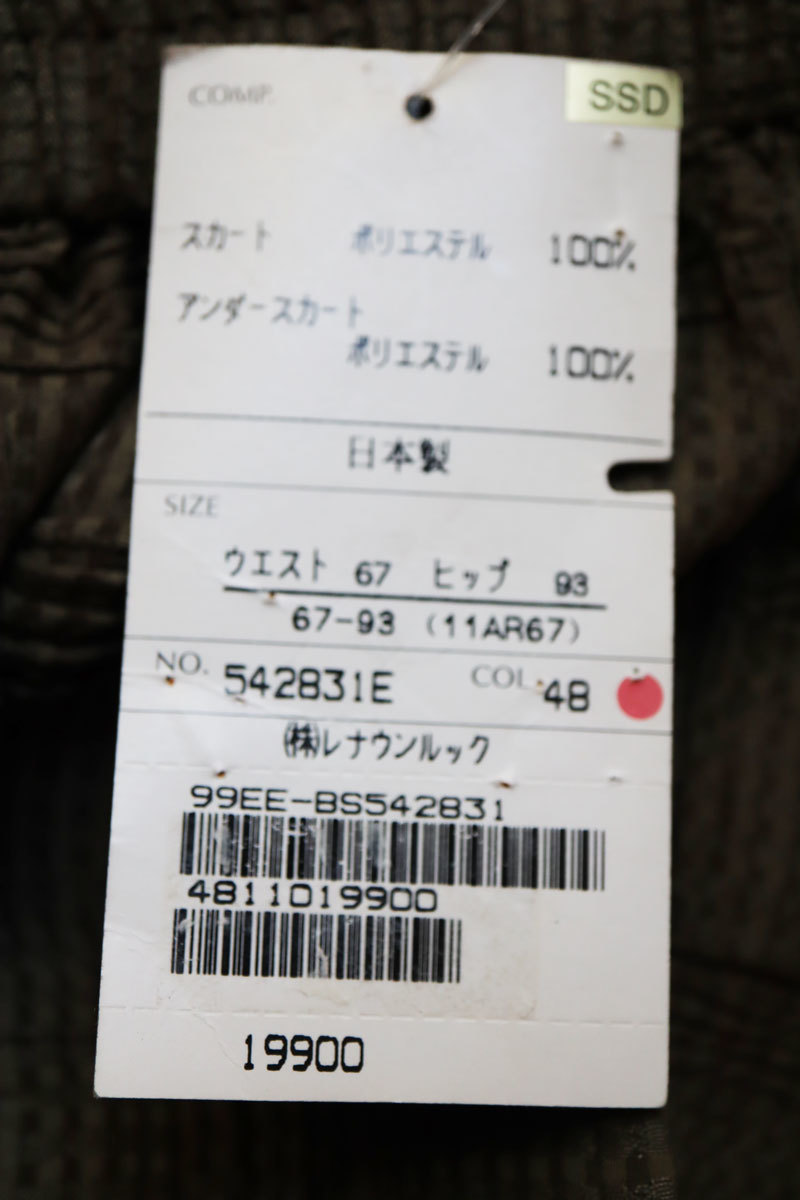 COMP.
SSD
スカート ポリエステル 100%
アンダースカート
ポリエステル 100%
日本製
SIZE
ウエスト 67 ヒップ 93
67-93 (11AR67)
NO. 542831E COL. 48
㈱レナウンルック
99EE-BS542831
4811019900
19900